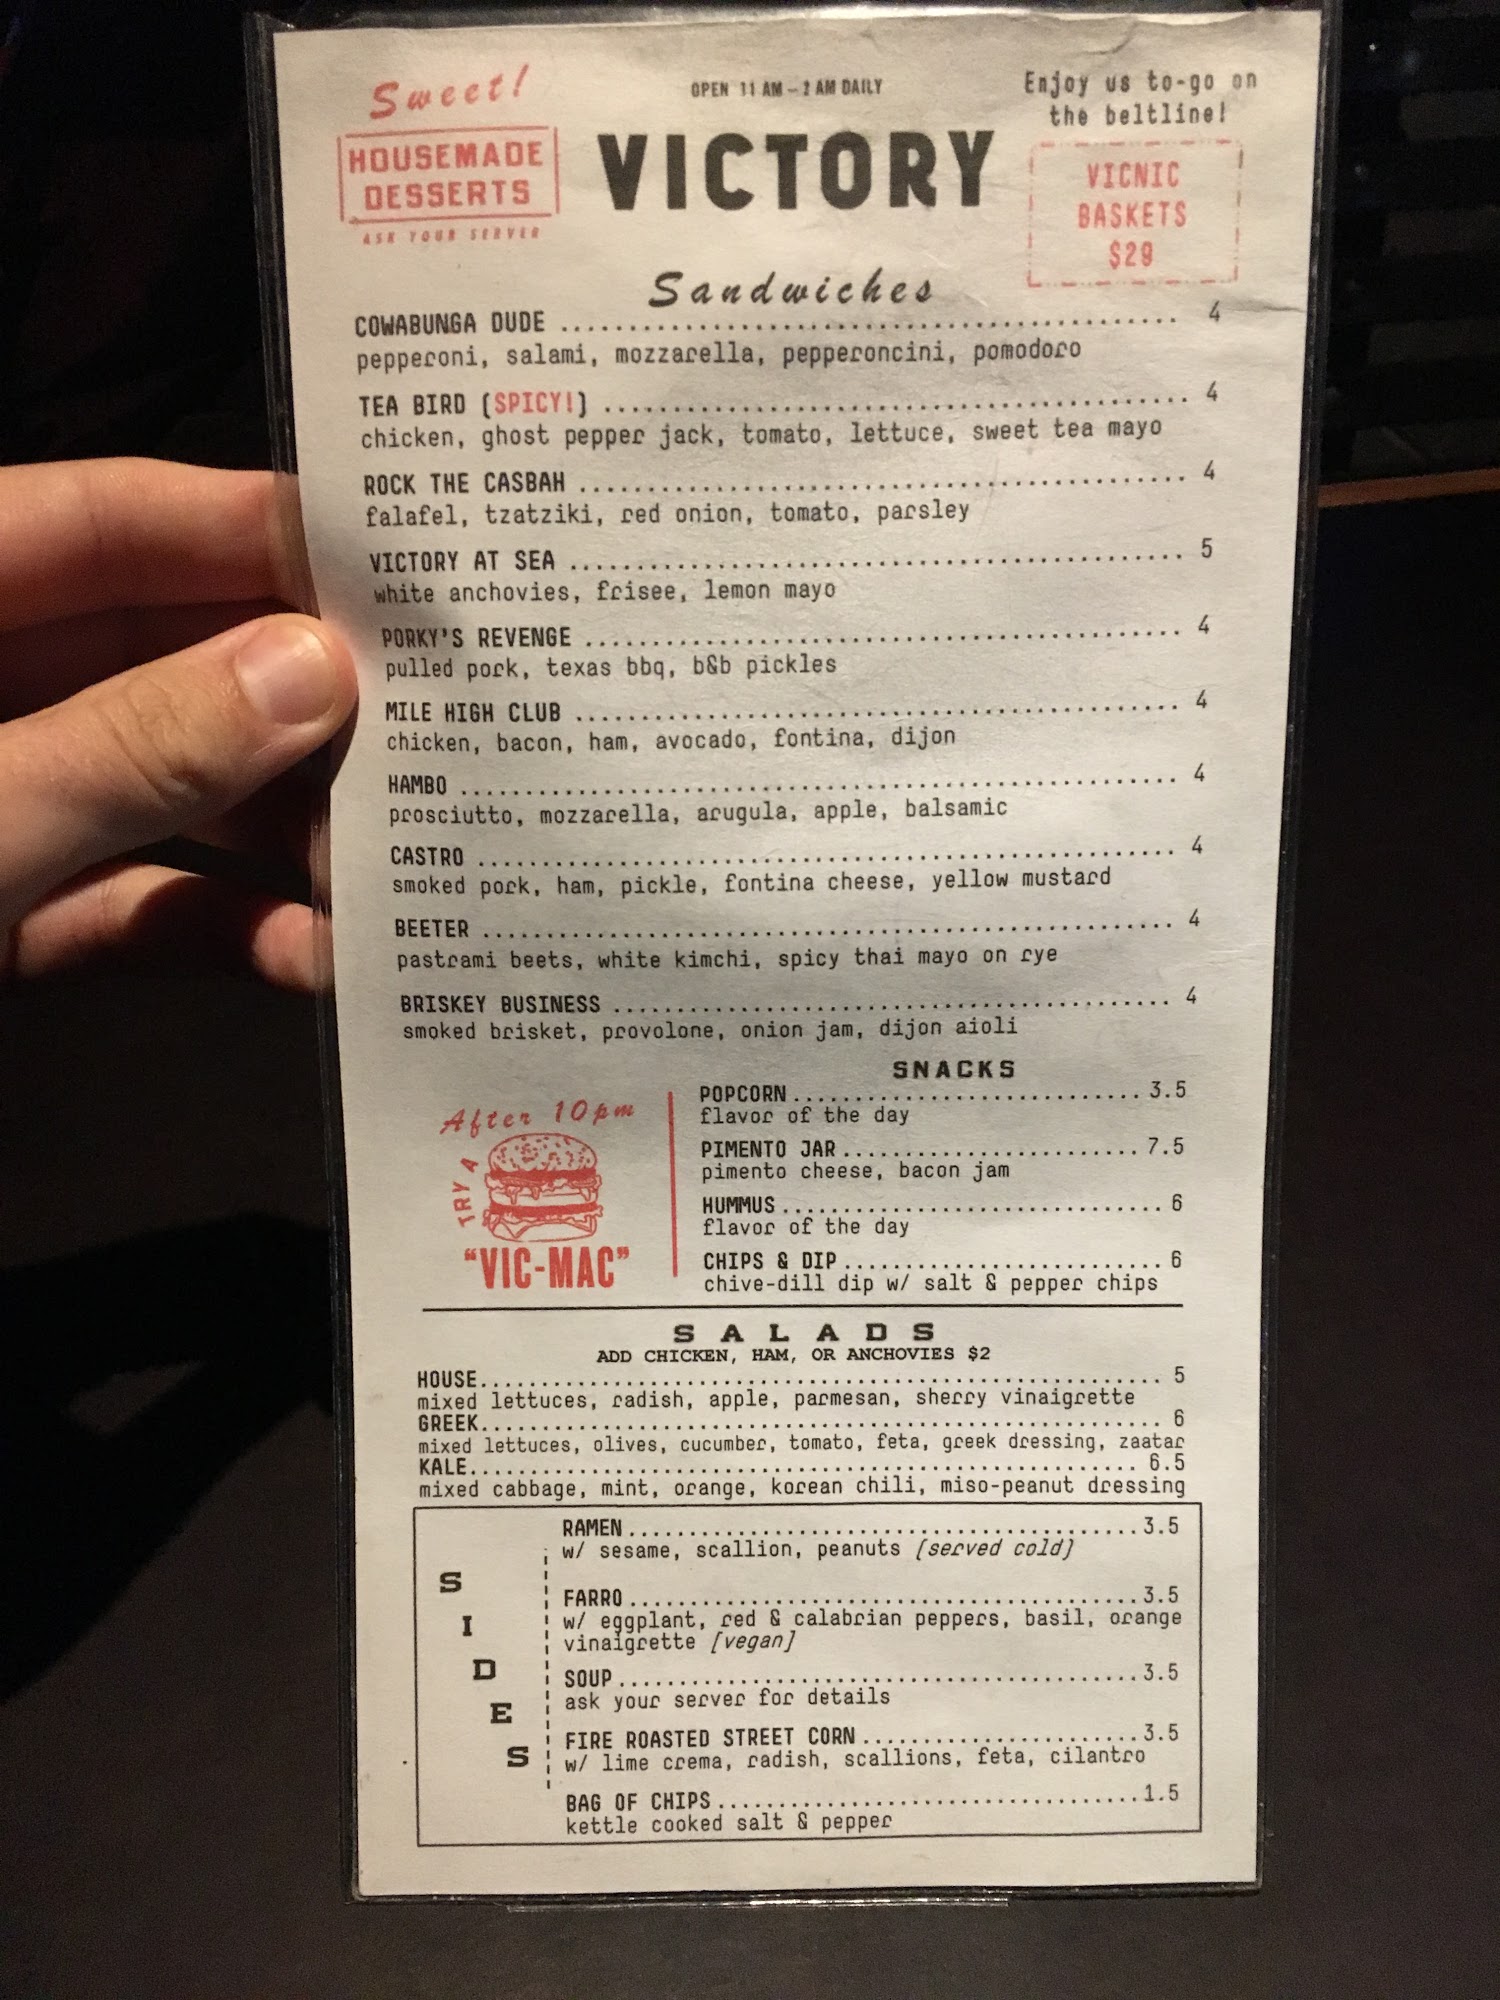 Sweet!
HOUSEMADE
DESSERTS
ASK YOUR SERVER
OPEN 11 AM – 2 AM DAILY
VICTORY
Enjoy us to-go on
the beltline!
VICNIC
BASKETS
$29
Sandwiches
COWABUNGA DUDE 4
pepperoni, salami, mozzarella, pepperoncini, pomodoro
TEA BIRD (SPICY!) 4
chicken, ghost pepper jack, tomato, lettuce, sweet tea mayo
ROCK THE CASBAH 4
falafel, tzatziki, red onion, tomato, parsley
VICTORY AT SEA 5
white anchovies, frisee, lemon mayo
PORKY'S REVENGE 4
pulled pork, texas bbq, b&b pickles
MILE HIGH CLUB 4
chicken, bacon, ham, avocado, fontina, dijon
HAMBO 4
prosciutto, mozzarella, arugula, apple, balsamic
CASTRO 4
smoked pork, ham, pickle, fontina cheese, yellow mustard
BEETER 4
pastrami beets, white kimchi, spicy thai mayo on rye
BRISKEY BUSINESS 4
smoked brisket, provolone, onion jam, dijon aioli
After 10pm
TRY A
"VIC-MAC"
SNACKS
POPCORN 3.5
flavor of the day
PIMENTO JAR 7.5
pimento cheese, bacon jam
HUMMUS 6
flavor of the day
CHIPS & DIP 6
chive-dill dip w/ salt & pepper chips
SALADS
ADD CHICKEN, HAM, OR ANCHOVIES $2
HOUSE 5
mixed lettuces, radish, apple, parmesan, sherry vinaigrette
GREEK 6
mixed lettuces, olives, cucumber, tomato, feta, greek dressing, zaatar
KALE 6.5
mixed cabbage, mint, orange, korean chili, miso-peanut dressing
SIDES
RAMEN 3.5
w/ sesame, scallion, peanuts [served cold]
FARRO 3.5
w/ eggplant, red & calabrian peppers, basil, orange
vinaigrette [vegan]
SOUP 3.5
ask your server for details
FIRE ROASTED STREET CORN 3.5
w/ lime crema, radish, scallions, feta, cilantro
BAG OF CHIPS 1.5
kettle cooked salt & pepper